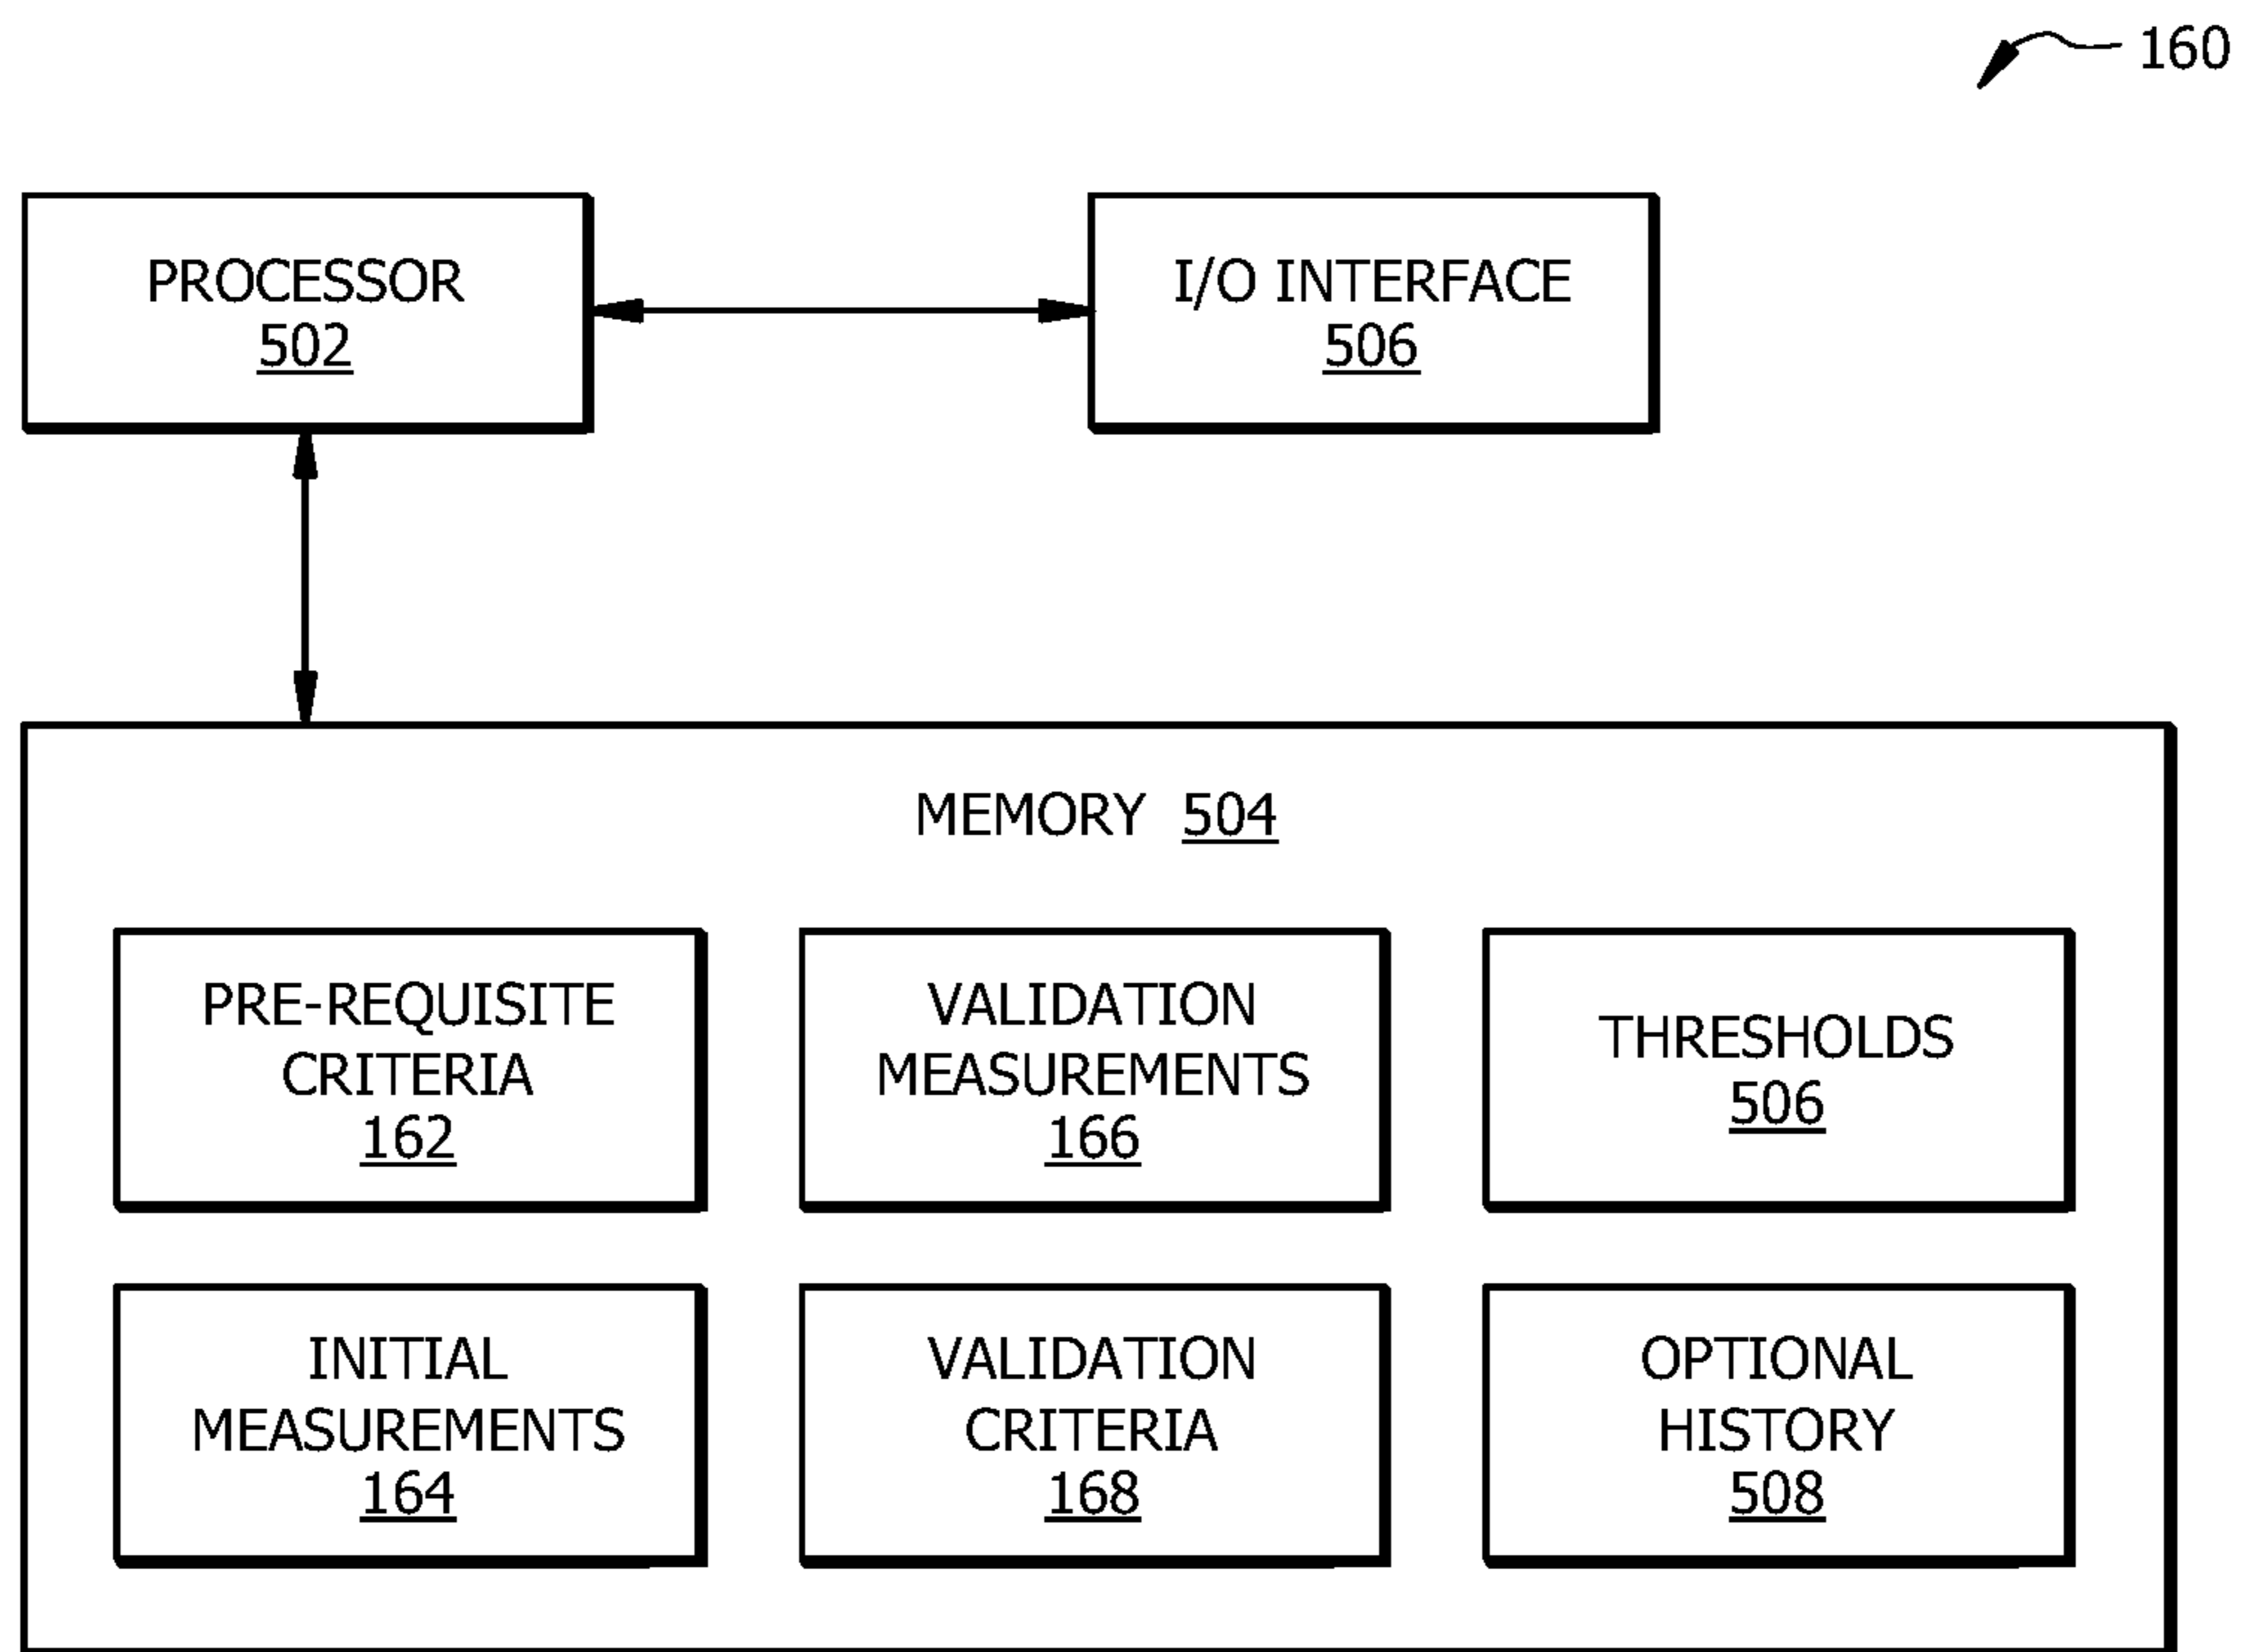 160
PROCESSOR
502
I/O INTERFACE
506
MEMORY 504
PRE-REQUISITE
CRITERIA
162
VALIDATION
MEASUREMENTS
166
THRESHOLDS
506
INITIAL
MEASUREMENTS
164
VALIDATION
CRITERIA
168
OPTIONAL
HISTORY
508